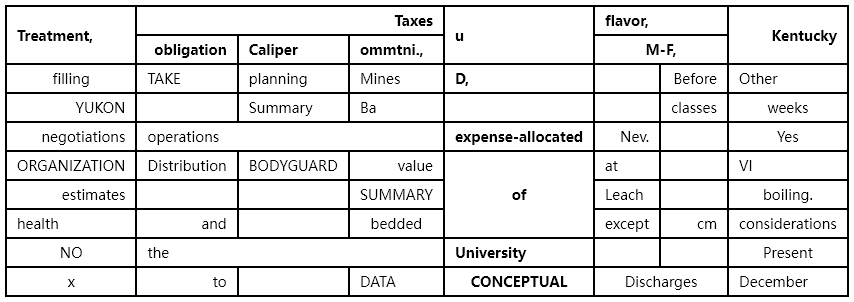 Treatment, Taxes u flavor, Kentucky
obligation Caliper ommtni., M-F,
filling TAKE planning Mines D, Before Other
YUKON Summary Ba classes weeks
negotiations operations expense-allocated Nev. Yes
ORGANIZATION Distribution BODYGUARD value of at VI
estimates SUMMARY Leach boiling.
health and bedded except cm considerations
NO the University Present
x to DATA CONCEPTUAL Discharges December